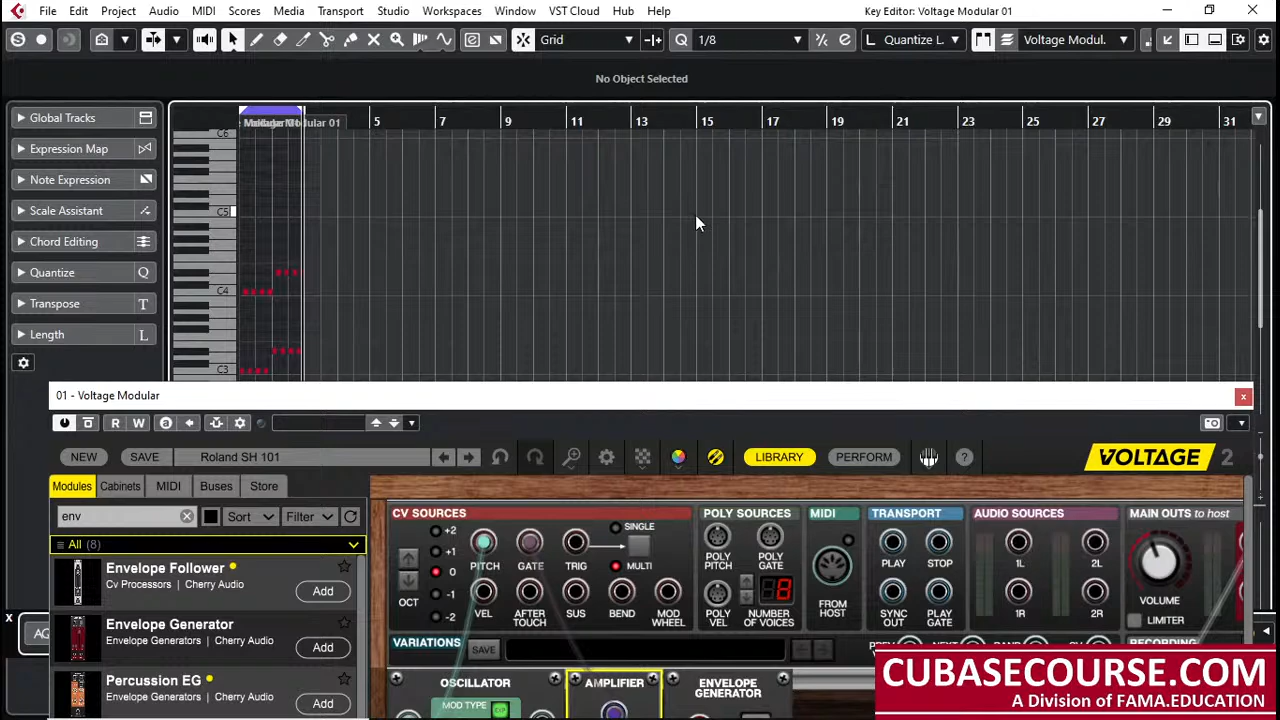 File Edit Project Audio MIDI Scores Media Transport Studio Workspaces Window VST Cloud Hub Help Key Editor: Voltage Modular 01
Grid 1/8 L Quantize L. Voltage Modul.
No Object Selected
Global Tracks
Expression Map
Note Expression
Scale Assistant
Chord Editing
Quantize Q
Transpose T
Length L
5 7 9 11 13 15 17 19 21 23 25 27 29 31
C6
C5
C4
C3
01 - Voltage Modular
R W
NEW SAVE Roland SH 101 LIBRARY PERFORM ? VOLTAGE 2
Modules Cabinets MIDI Buses Store
env Sort Filter
All (8)
Envelope Follower
Cv Processors | Cherry Audio Add
Envelope Generator
Envelope Generators | Cherry Audio Add
Percussion EG
Envelope Generators | Cherry Audio Add
CV SOURCES POLY SOURCES MIDI TRANSPORT AUDIO SOURCES MAIN OUTS to host
+2 SINGLE
+1 PITCH GATE TRIG MULTI POLY PITCH POLY GATE PLAY STOP 1L 2L
0
OCT -1
-2 VEL AFTER TOUCH SUS BEND MOD WHEEL POLY VEL NUMBER OF VOICES 8 FROM HOST SYNC OUT PLAY GATE 1R 2R VOLUME
LIMITER
VARIATIONS SAVE
OSCILLATOR AMPLIFIER ENVELOPE GENERATOR
MOD TYPE
CUBASECOURSE.COM
A Division of FAMA.EDUCATION